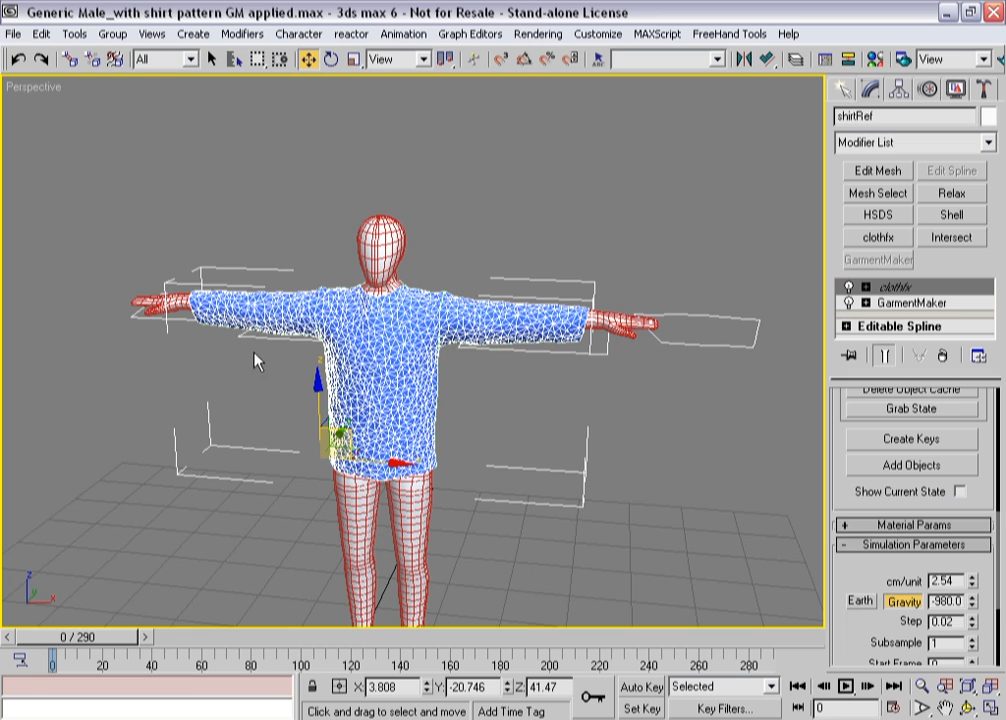 Generic Male_with shirt pattern GM applied.max - 3ds max 6 - Not for Resale - Stand-alone License
File Edit Tools Group Views Create Modifiers Character reactor Animation Graph Editors Rendering Customize MAXScript FreeHand Tools Help
All View View
Perspective
shirtRef
Modifier List
Edit Mesh Edit Spline
Mesh Select Relax
HSDS Shell
clothfx Intersect
GarmentMaker
clothfx
GarmentMaker
Editable Spline
Delete Object Cache
Grab State
Create Keys
Add Objects
Show Current State
+ Material Params
- Simulation Parameters
cm/unit 2.54
Earth Gravity -980.0
Step 0.02
Subsample 1
Start Frame 0
z
z
y
x
< 0 / 290 >
0 20 40 60 80 100 120 140 160 180 200 220 240 260 280
X: 3.808 Y: -20.746 Z: 41.47 Auto Key Selected
Click and drag to select and move Add Time Tag Set Key Key Filters... 0